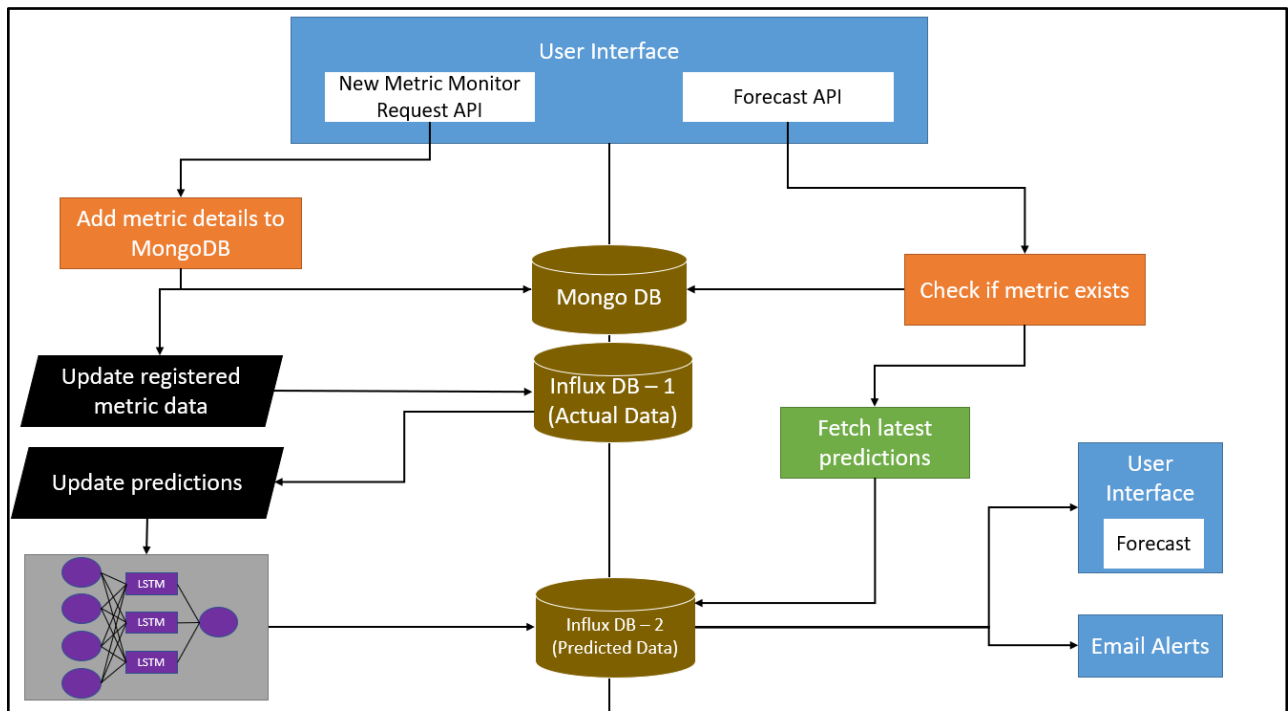 User Interface
New Metric Monitor
Request API
Forecast API
Add metric details to
MongoDB
Mongo DB
Check if metric exists
Update registered
metric data
Influx DB – 1
(Actual Data)
Fetch latest
predictions
Update predictions
User
Interface
Forecast
LSTM
LSTM
LSTM
Influx DB – 2
(Predicted Data)
Email Alerts